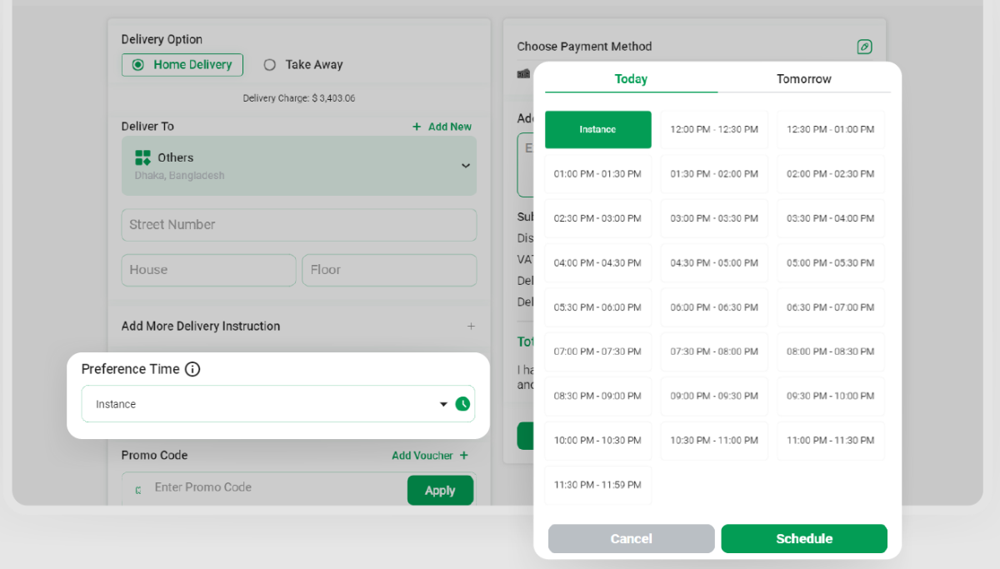 Delivery Option
Home Delivery
Take Away
Delivery Charge: $ 3,403.06
Deliver To
+ Add New
Others
Dhaka, Bangladesh
Street Number
House
Floor
Add More Delivery Instruction +
Preference Time
Instance
Promo Code
Add Voucher +
Enter Promo Code
Apply
Choose Payment Method
Today
Tomorrow
Instance
12:00 PM - 12:30 PM
12:30 PM - 01:00 PM
01:00 PM - 01:30 PM
01:30 PM - 02:00 PM
02:00 PM - 02:30 PM
02:30 PM - 03:00 PM
03:00 PM - 03:30 PM
03:30 PM - 04:00 PM
04:00 PM - 04:30 PM
04:30 PM - 05:00 PM
05:00 PM - 05:30 PM
05:30 PM - 06:00 PM
06:00 PM - 06:30 PM
06:30 PM - 07:00 PM
07:00 PM - 07:30 PM
07:30 PM - 08:00 PM
08:00 PM - 08:30 PM
08:30 PM - 09:00 PM
09:00 PM - 09:30 PM
09:30 PM - 10:00 PM
10:00 PM - 10:30 PM
10:30 PM - 11:00 PM
11:00 PM - 11:30 PM
11:30 PM - 11:59 PM
Cancel
Schedule